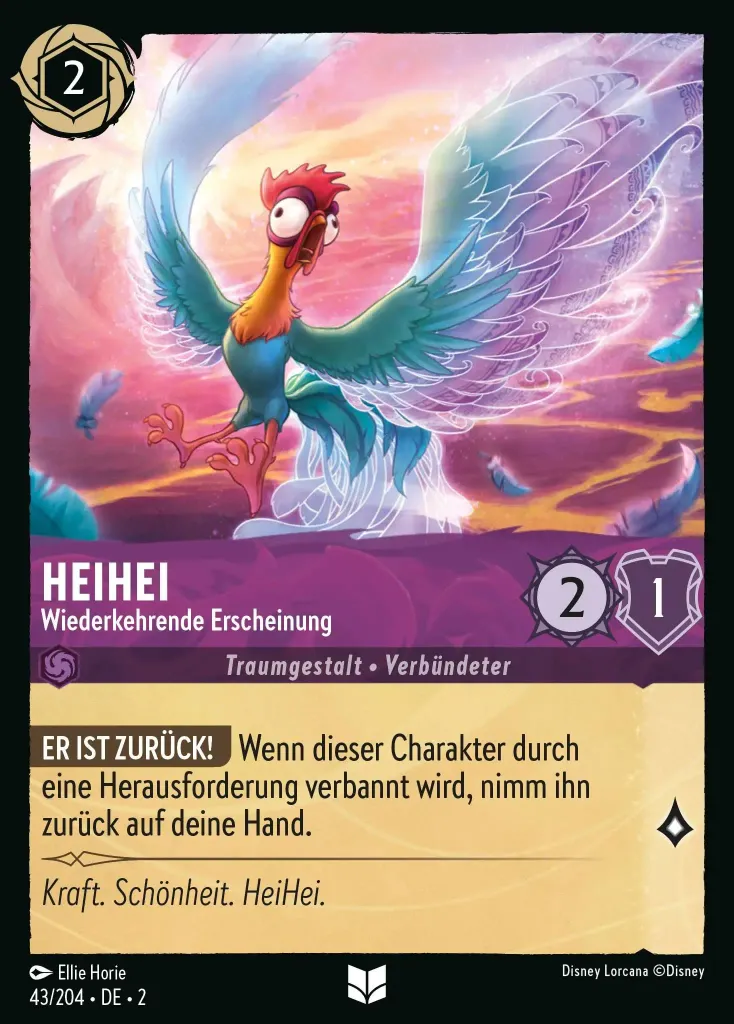 2
HEIHEI
Wiederkehrende Erscheinung
2
1
Traumgestalt • Verbündeter
ER IST ZURÜCK! Wenn dieser Charakter durch
eine Herausforderung verbannt wird, nimm ihn
zurück auf deine Hand.
Kraft. Schönheit. HeiHei.
Ellie Horie
Disney Lorcana ©Disney
43/204 • DE • 2